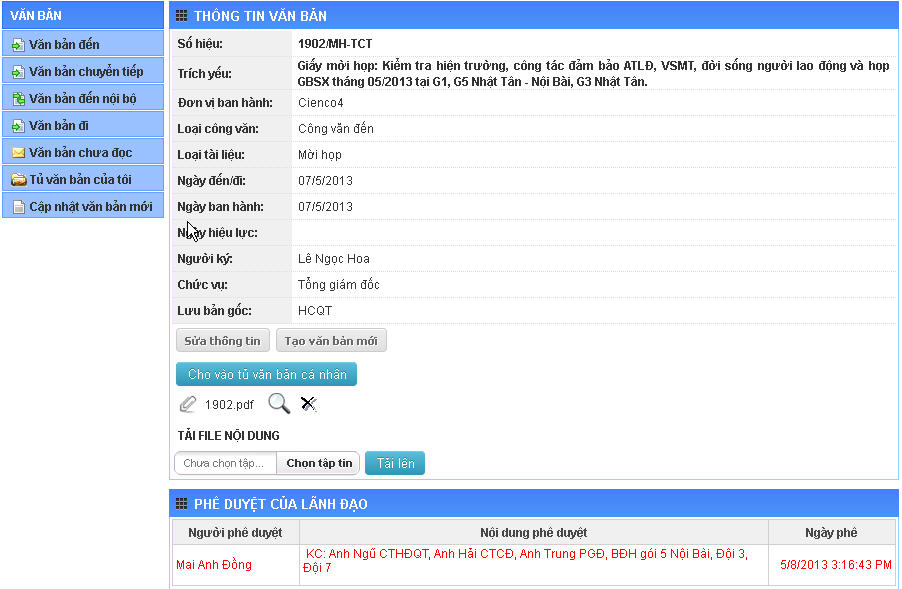 VĂN BẢN
Văn bản đến
Văn bản chuyển tiếp
Văn bản đến nội bộ
Văn bản đi
Văn bản chưa đọc
Tủ văn bản của tôi
Cập nhật văn bản mới
THÔNG TIN VĂN BẢN
Số hiệu: 1902/MH-TCT
Trích yếu: Giấy mời họp: Kiểm tra hiện trường, công tác đảm bảo ATLĐ, VSMT, đời sống người lao động và họp
GBSX tháng 05/2013 tại G1, G5 Nhật Tân - Nội Bài, G3 Nhật Tân.
Đơn vị ban hành: Cienco4
Loại công văn: Công văn đến
Loại tài liệu: Mời họp
Ngày đến/đi: 07/5/2013
Ngày ban hành: 07/5/2013
Ngày hiệu lực:
Người ký: Lê Ngọc Hoa
Chức vụ: Tổng giám đốc
Lưu bản gốc: HCQT
Sửa thông tin Tạo văn bản mới
Cho vào tủ văn bản cá nhân
1902.pdf
TẢI FILE NỘI DUNG
Chưa chọn tập... Chọn tập tin Tải lên
PHÊ DUYỆT CỦA LÃNH ĐẠO
Người phê duyệt Nội dung phê duyệt Ngày phê
Mai Anh Đồng KC: Anh Ngũ CTHĐQT, Anh Hải CTCĐ, Anh Trung PGĐ, BĐH gói 5 Nội Bài, Đội 3, 5/8/2013 3:16:43 PM
Đội 7